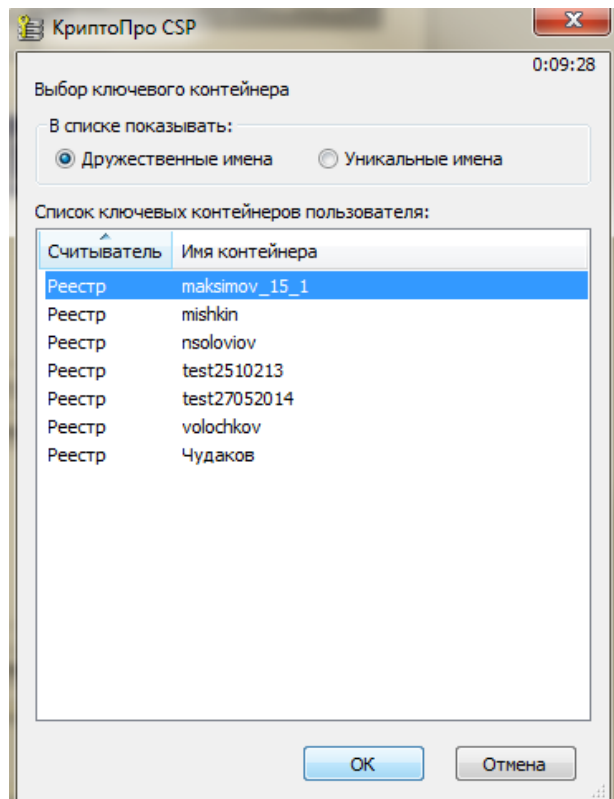 КриптоПро CSP
0:09:28
Выбор ключевого контейнера
В списке показывать:
Дружественные имена Уникальные имена
Список ключевых контейнеров пользователя:
Считыватель Имя контейнера
Реестр maksimov_15_1
Реестр mishkin
Реестр nsoloviov
Реестр test2510213
Реестр test27052014
Реестр volochkov
Реестр Чудаков
ОК Отмена